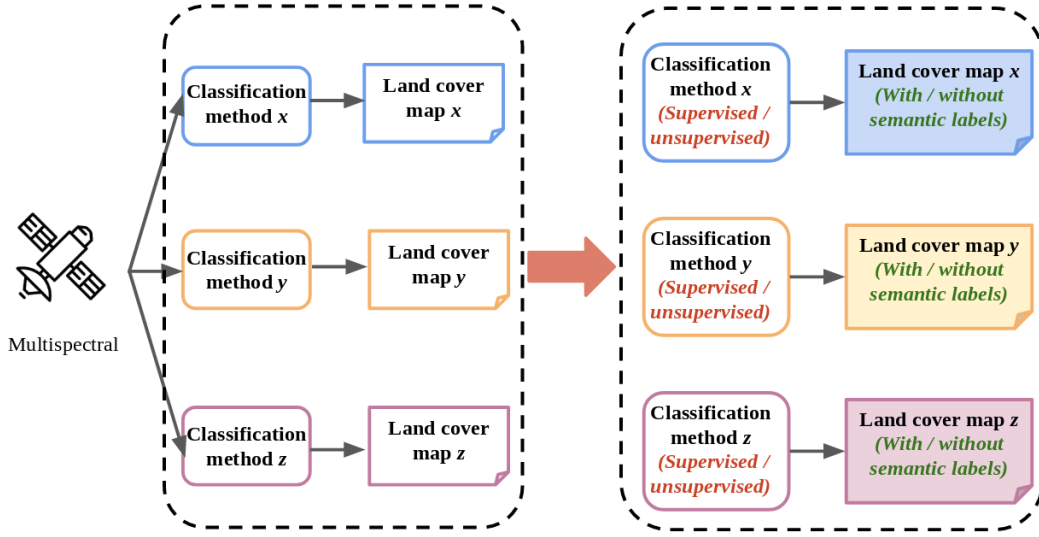 Multispectral
Classification
method x
Land cover
map x
Classification
method y
Land cover
map y
Classification
method z
Land cover
map z
Classification
method x
(Supervised /
unsupervised)
Land cover map x
(With / without
semantic labels)
Classification
method y
(Supervised /
unsupervised)
Land cover map y
(With / without
semantic labels)
Classification
method z
(Supervised /
unsupervised)
Land cover map z
(With / without
semantic labels)